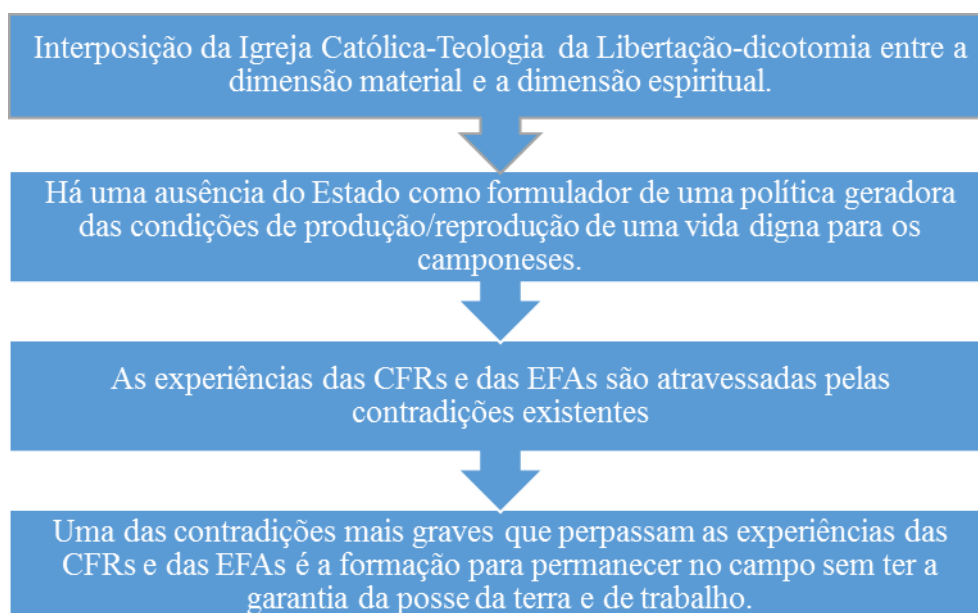 Interposição da Igreja Católica-Teologia da Libertação-dicotomia entre a
dimensão material e a dimensão espiritual.
Há uma ausência do Estado como formulador de uma política geradora
das condições de produção/reprodução de uma vida digna para os
camponeses.
As experiências das CFRs e das EFAs são atravessadas pelas
contradições existentes
Uma das contradições mais graves que perpassam as experiências das
CFRs e das EFAs é a formação para permanecer no campo sem ter a
garantia da posse da terra e de trabalho.